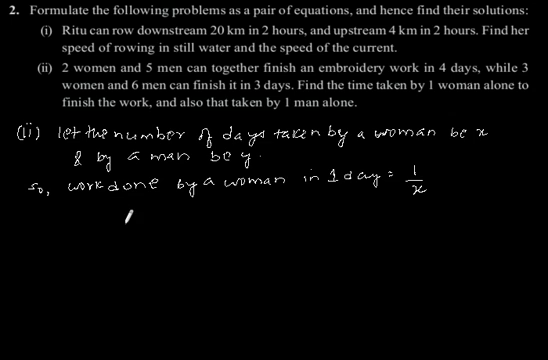 2. Formulate the following problems as a pair of equations, and hence find their solutions:
(i) Ritu can row downstream 20 km in 2 hours, and upstream 4 km in 2 hours. Find her
speed of rowing in still water and the speed of the current.
(ii) 2 women and 5 men can together finish an embroidery work in 4 days, while 3
women and 6 men can finish it in 3 days. Find the time taken by 1 woman alone to
finish the work, and also that taken by 1 man alone.
(ii) let the number of days taken by a woman be x
& by a man be y.
so, work done by a woman in 1 day = 1/x